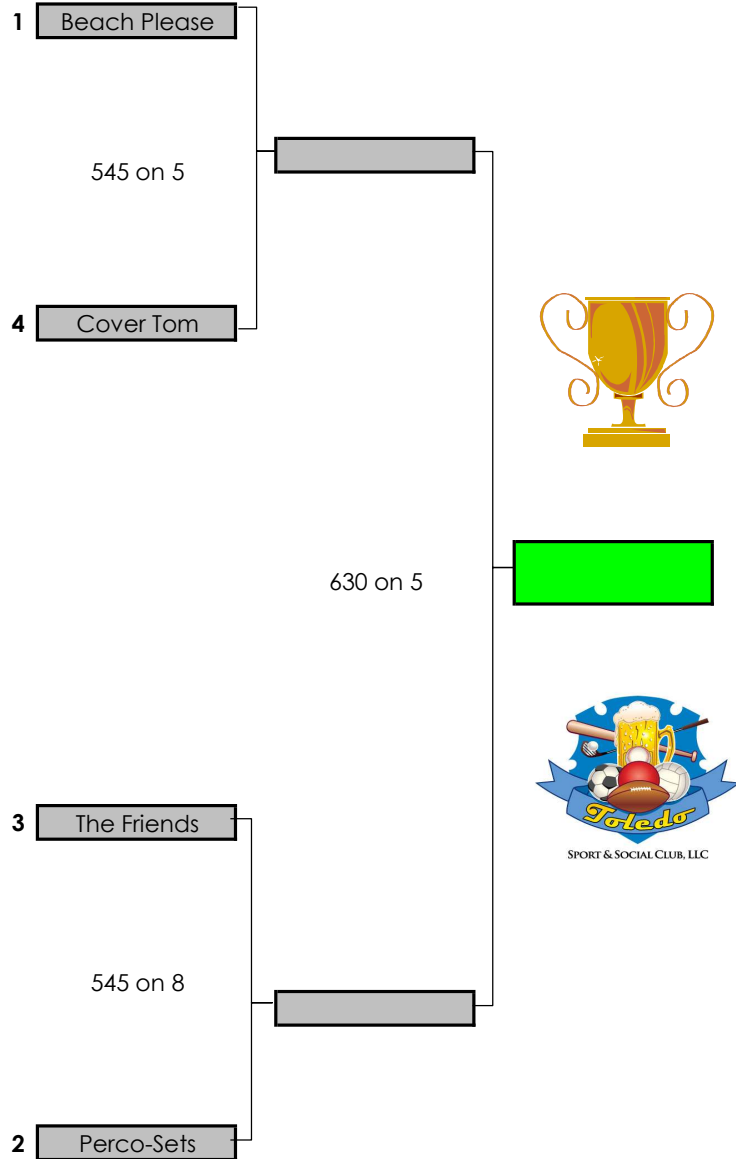 1 Beach Please
545 on 5
4 Cover Tom
630 on 5
Toledo
SPORT & SOCIAL CLUB, LLC
3 The Friends
545 on 8
2 Perco-Sets